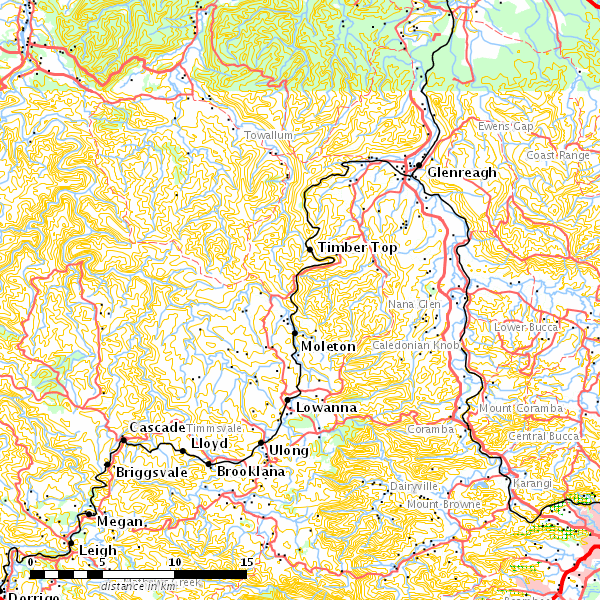 Towallum
Ewens Gap
Coast Range
Glenreagh
Timber Top
Nana Glen
Lower Bucca
Moleton
Caledonian Knob
Lowanna
Mount Coramba
Cascade
Timmsvale
Coramba
Central Bucca
Lloyd
Ulong
Briggsvale
Brooklana
Karangi
Dairyville
Mount Browne
Megan
Leigh
0 5 10 15
distance in km
Dorrigo